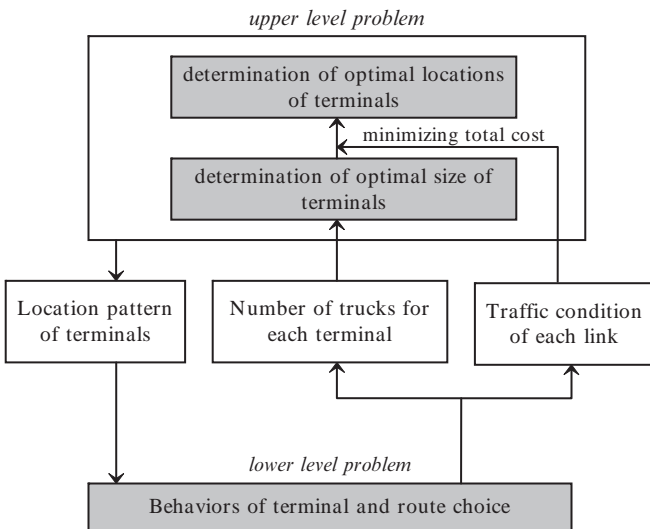 upper level problem
determination of optimal locations
of terminals
minimizing total cost
determination of optimal size of
terminals
Location pattern
of terminals
Number of trucks for
each terminal
Traffic condition
of each link
lower level problem
Behaviors of terminal and route choice